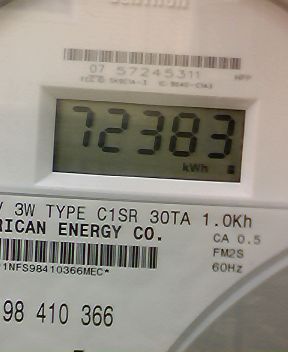 07 57245311
72383
kWh
V 3W TYPE C1SR 30TA 1.0Kh
RICAN ENERGY CO.
CA 0.5
FM2S
60Hz
1NFS98410366MEC*
98 410 366